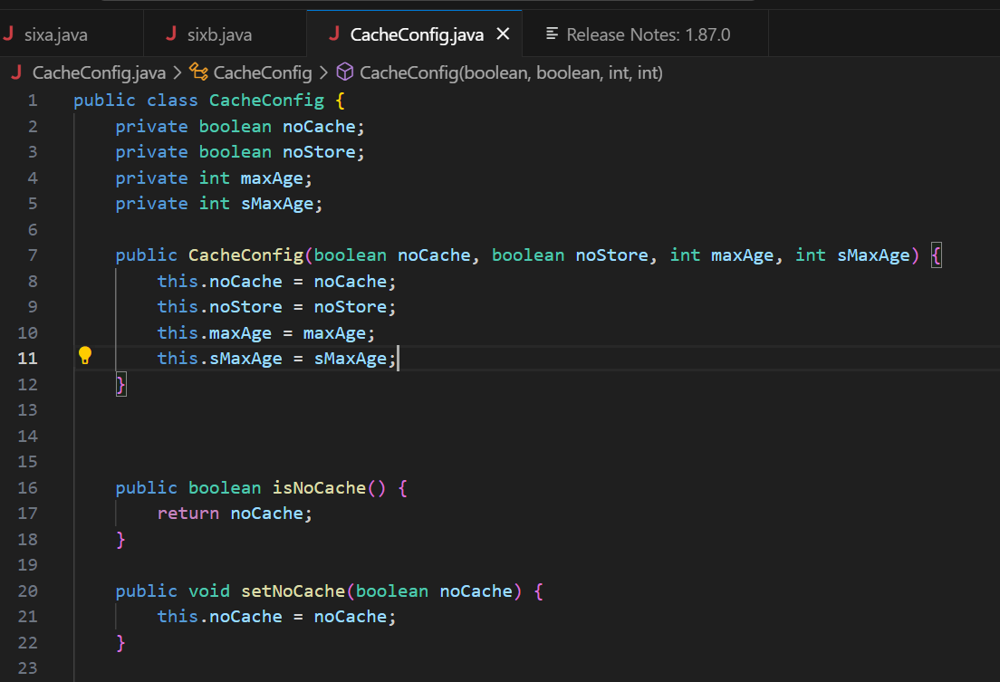 sixa.java
sixb.java
CacheConfig.java
Release Notes: 1.87.0
CacheConfig.java > CacheConfig > CacheConfig(boolean, boolean, int, int)
1 public class CacheConfig {
2     private boolean noCache;
3     private boolean noStore;
4     private int maxAge;
5     private int sMaxAge;
6
7     public CacheConfig(boolean noCache, boolean noStore, int maxAge, int sMaxAge) {
8         this.noCache = noCache;
9         this.noStore = noStore;
10         this.maxAge = maxAge;
11         this.sMaxAge = sMaxAge;
12     }
13
14
15
16     public boolean isNoCache() {
17         return noCache;
18     }
19
20     public void setNoCache(boolean noCache) {
21         this.noCache = noCache;
22     }
23